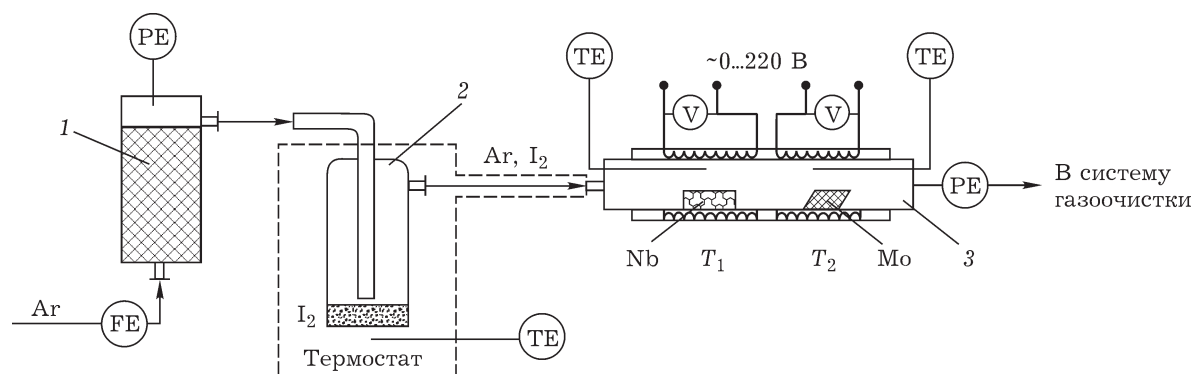 PE
1
2
TE
TE
~0...220 В
V
V
Ar, I₂
PE
В систему
газоочистки
Nb
T₁
T₂
Mo
3
Ar
FE
I₂
TE
Термостат